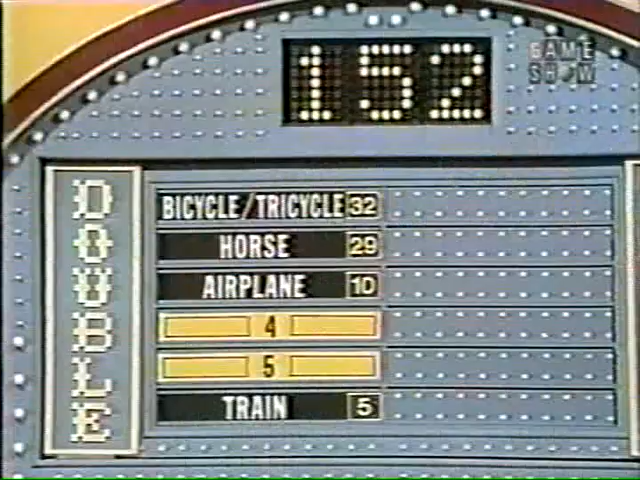 GAME
SHOW
152
DOUBLE
BICYCLE/TRICYCLE 32
HORSE 29
AIRPLANE 10
4
5
TRAIN 5